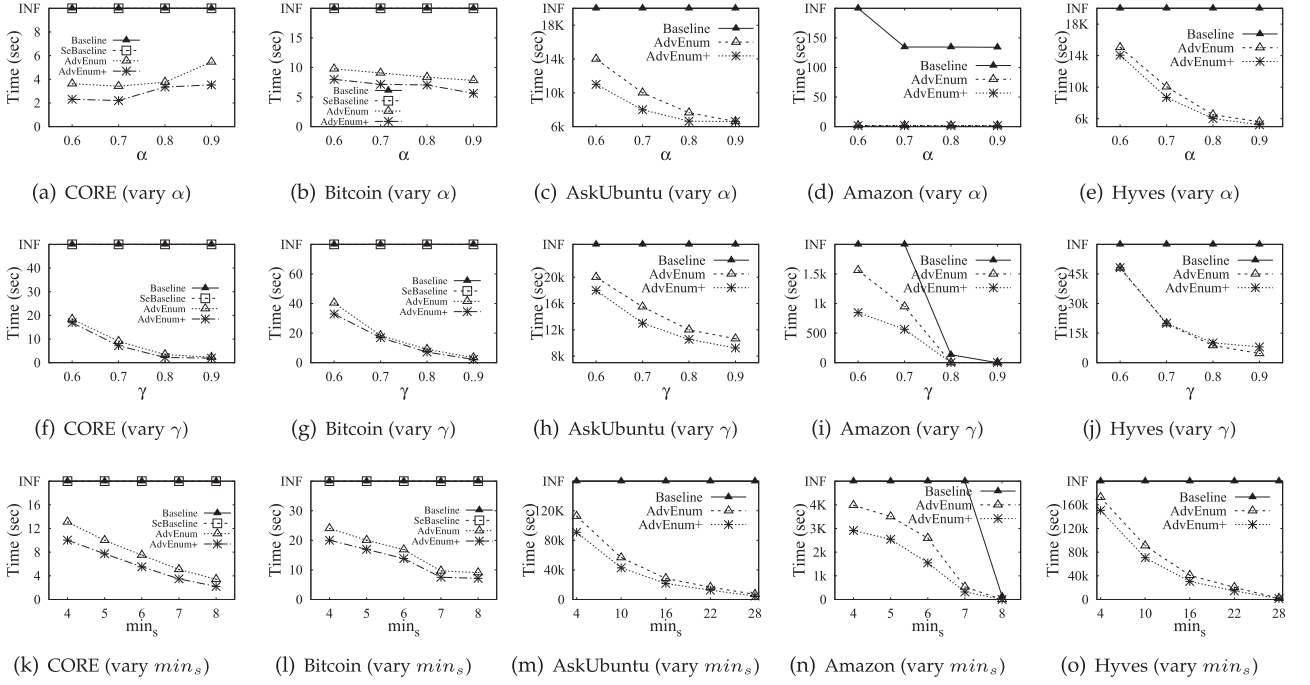 INF
8
6
4
2
0
Time (sec)
Baseline
SeBaseline
AdvEnum
AdvEnum+
0.6 0.7 0.8 0.9
α
(a) CORE (vary α)
INF
20
15
10
5
0
Time (sec)
Baseline
SeBaseline
AdvEnum
AdvEnum+
0.6 0.7 0.8 0.9
α
(b) Bitcoin (vary α)
INF
18K
14K
10k
6k
Time (sec)
Baseline
AdvEnum
AdvEnum+
0.6 0.7 0.8 0.9
α
(c) AskUbuntu (vary α)
INF
150
100
50
0
Time (sec)
Baseline
AdvEnum
AdvEnum+
0.6 0.7 0.8 0.9
α
(d) Amazon (vary α)
INF
18K
14K
10k
6k
Time (sec)
Baseline
AdvEnum
AdvEnum+
0.6 0.7 0.8 0.9
α
(e) Hyves (vary α)
INF
40
30
20
10
0
Time (sec)
Baseline
SeBaseline
AdvEnum
AdvEnum+
0.6 0.7 0.8 0.9
γ
(f) CORE (vary γ)
INF
60
40
20
0
Time (sec)
Baseline
SeBaseline
AdvEnum
AdvEnum+
0.6 0.7 0.8 0.9
γ
(g) Bitcoin (vary γ)
INF
20k
16k
12k
8k
Time (sec)
Baseline
AdvEnum
AdvEnum+
0.6 0.7 0.8 0.9
γ
(h) AskUbuntu (vary γ)
INF
1.5k
1k
500
0
Time (sec)
Baseline
AdvEnum
AdvEnum+
0.6 0.7 0.8 0.9
γ
(i) Amazon (vary γ)
INF
45k
30k
15k
0
Time (sec)
Baseline
AdvEnum
AdvEnum+
0.6 0.7 0.8 0.9
γ
(j) Hyves (vary γ)
INF
16
12
8
4
0
Time (sec)
Baseline
SeBaseline
AdvEnum
AdvEnum+
4 5 6 7 8
min_s
(k) CORE (vary min_s)
INF
30
20
10
0
Time (sec)
Baseline
SeBaseline
AdvEnum
AdvEnum+
4 5 6 7 8
min_s
(l) Bitcoin (vary min_s)
INF
120K
80k
40k
0
Time (sec)
Baseline
AdvEnum
AdvEnum+
4 10 16 22 28
min_s
(m) AskUbuntu (vary min_s)
INF
4K
3K
2k
1k
0
Time (sec)
Baseline
AdvEnum
AdvEnum+
4 5 6 7 8
min_s
(n) Amazon (vary min_s)
INF
160K
120K
80k
40k
0
Time (sec)
Baseline
AdvEnum
AdvEnum+
4 10 16 22 28
min_s
(o) Hyves (vary min_s)